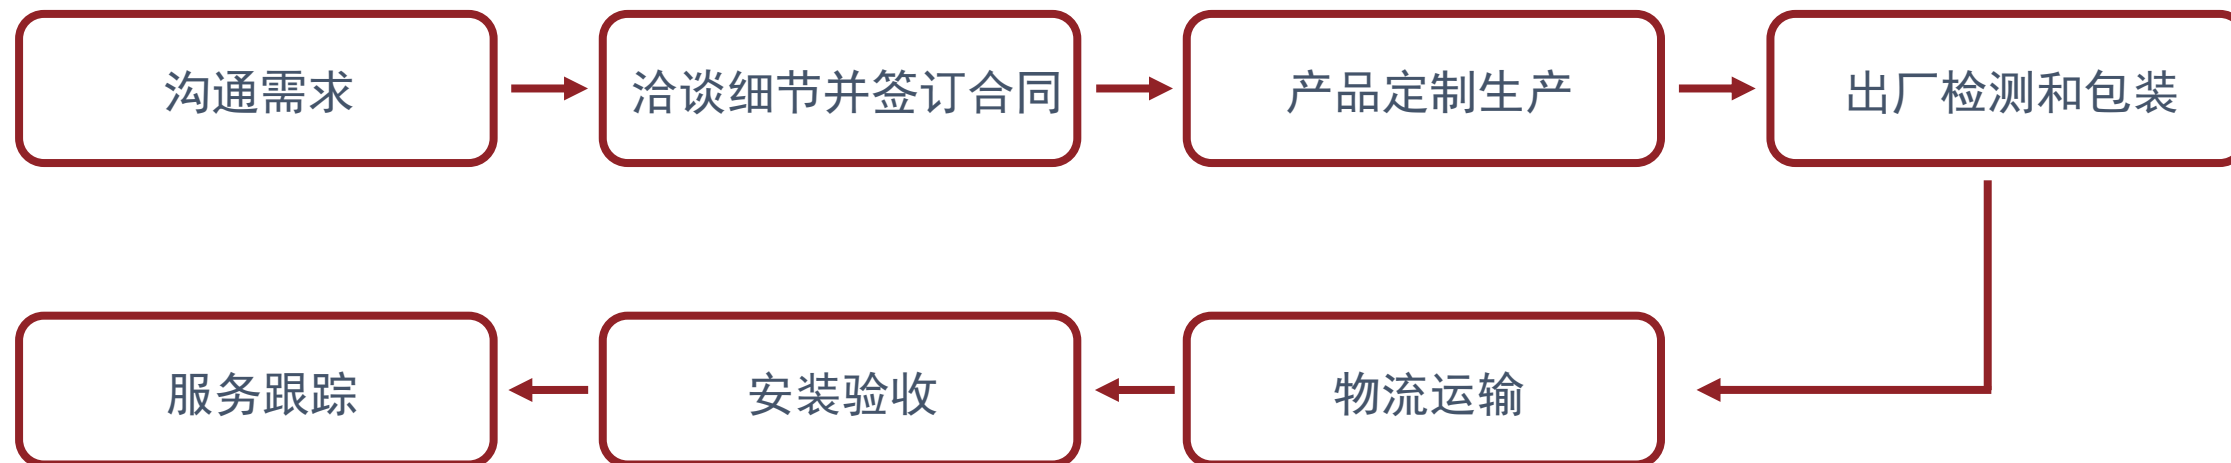 沟通需求
洽谈细节并签订合同
产品定制生产
出厂检测和包装
物流运输
安装验收
服务跟踪